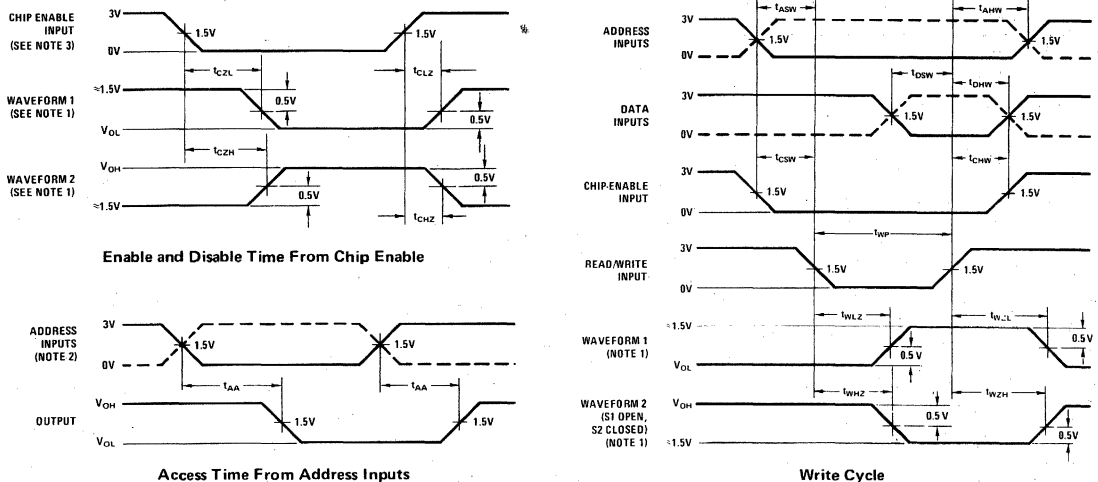 CHIP ENABLE
INPUT
(SEE NOTE 3)
3V
0V
1.5V
1.5V
tCZL
tCLZ
WAVEFORM 1
(SEE NOTE 1)
≈1.5V
VOL
0.5V
0.5V
tCZH
WAVEFORM 2
(SEE NOTE 1)
VOH
≈1.5V
0.5V
0.5V
tCHZ
Enable and Disable Time From Chip Enable
ADDRESS
INPUTS
(NOTE 2)
3V
0V
1.5V
1.5V
tAA
tAA
OUTPUT
VOH
VOL
1.5V
1.5V
Access Time From Address Inputs
tASW
tAHW
ADDRESS
INPUTS
3V
0V
1.5V
1.5V
tDSW
tDHW
DATA
INPUTS
3V
0V
1.5V
1.5V
tCSW
tCHW
CHIP-ENABLE
INPUT
3V
0V
1.5V
1.5V
tWP
READ/WRITE
INPUT
3V
0V
1.5V
1.5V
tWLZ
WAVEFORM 1
(NOTE 1)
≈1.5V
VOL
0.5 V
0.5 V
tWHZ
tWZH
WAVEFORM 2
(S1 OPEN,
S2 CLOSED)
(NOTE 1)
VOH
≈1.5V
0.5 V
0.5V
Write Cycle